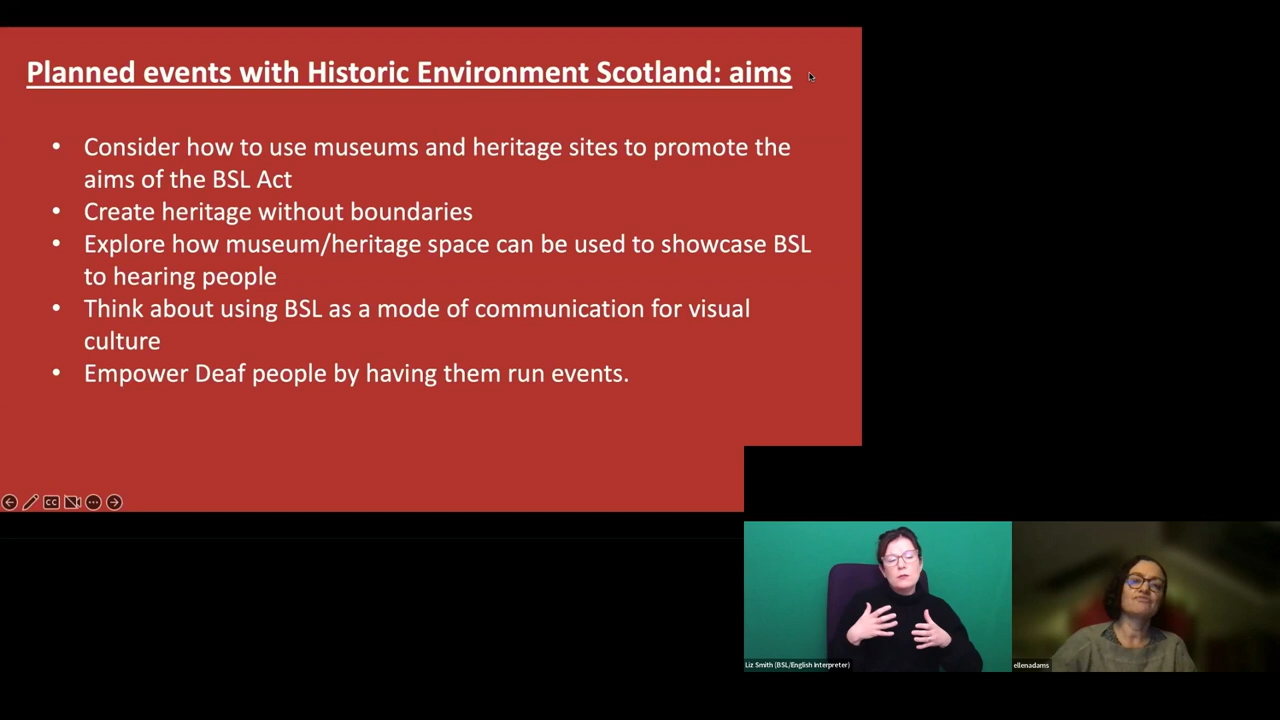 Planned events with Historic Environment Scotland: aims
• Consider how to use museums and heritage sites to promote the
aims of the BSL Act
• Create heritage without boundaries
• Explore how museum/heritage space can be used to showcase BSL
to hearing people
• Think about using BSL as a mode of communication for visual
culture
• Empower Deaf people by having them run events.
CC
Liz Smith (BSL/English Interpreter)
ellenadams